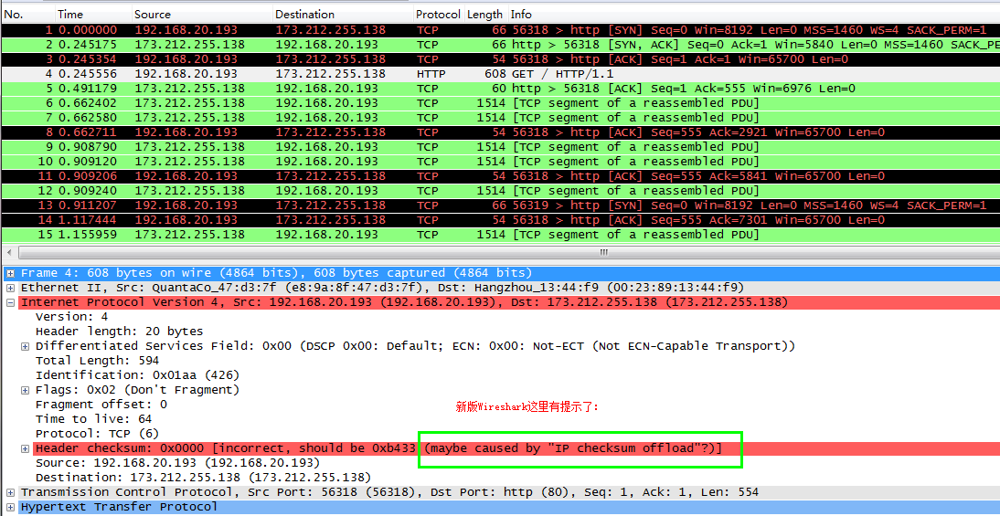 No. Time Source Destination Protocol Length Info
1 0.000000 192.168.20.193 173.212.255.138 TCP 66 56318 > http [SYN] Seq=0 Win=8192 Len=0 MSS=1460 WS=4 SACK_PERM=1
2 0.245175 173.212.255.138 192.168.20.193 TCP 66 http > 56318 [SYN, ACK] Seq=0 Ack=1 Win=5840 Len=0 MSS=1460 SACK_PE
3 0.245354 192.168.20.193 173.212.255.138 TCP 54 56318 > http [ACK] Seq=1 Ack=1 Win=65700 Len=0
4 0.245556 192.168.20.193 173.212.255.138 HTTP 608 GET / HTTP/1.1
5 0.491179 173.212.255.138 192.168.20.193 TCP 60 http > 56318 [ACK] Seq=1 Ack=555 Win=6976 Len=0
6 0.662402 173.212.255.138 192.168.20.193 TCP 1514 [TCP segment of a reassembled PDU]
7 0.662580 173.212.255.138 192.168.20.193 TCP 1514 [TCP segment of a reassembled PDU]
8 0.662711 192.168.20.193 173.212.255.138 TCP 54 56318 > http [ACK] Seq=555 Ack=2921 Win=65700 Len=0
9 0.908790 173.212.255.138 192.168.20.193 TCP 1514 [TCP segment of a reassembled PDU]
10 0.909120 173.212.255.138 192.168.20.193 TCP 1514 [TCP segment of a reassembled PDU]
11 0.909206 192.168.20.193 173.212.255.138 TCP 54 56318 > http [ACK] Seq=555 Ack=5841 Win=65700 Len=0
12 0.909240 173.212.255.138 192.168.20.193 TCP 1514 [TCP segment of a reassembled PDU]
13 0.911207 192.168.20.193 173.212.255.138 TCP 66 56319 > http [SYN] Seq=0 Win=8192 Len=0 MSS=1460 WS=4 SACK_PERM=1
14 1.117444 192.168.20.193 173.212.255.138 TCP 54 56318 > http [ACK] Seq=555 Ack=7301 Win=65700 Len=0
15 1.155959 173.212.255.138 192.168.20.193 TCP 1514 [TCP segment of a reassembled PDU]
Frame 4: 608 bytes on wire (4864 bits), 608 bytes captured (4864 bits)
Ethernet II, Src: QuantaCo_47:d3:7f (e8:9a:8f:47:d3:7f), Dst: Hangzhou_13:44:f9 (00:23:89:13:44:f9)
Internet Protocol Version 4, Src: 192.168.20.193 (192.168.20.193), Dst: 173.212.255.138 (173.212.255.138)
Version: 4
Header length: 20 bytes
Differentiated Services Field: 0x00 (DSCP 0x00: Default; ECN: 0x00: Not-ECT (Not ECN-Capable Transport))
Total Length: 594
Identification: 0x01aa (426)
Flags: 0x02 (Don't Fragment)
Fragment offset: 0
新版Wireshark这里有提示了:
Time to live: 64
Protocol: TCP (6)
Header checksum: 0x0000 [incorrect, should be 0xb433 (maybe caused by "IP checksum offload"?)]
Source: 192.168.20.193 (192.168.20.193)
Destination: 173.212.255.138 (173.212.255.138)
Transmission Control Protocol, Src Port: 56318 (56318), Dst Port: http (80), Seq: 1, Ack: 1, Len: 554
Hypertext Transfer Protocol